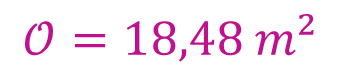 𝒪 = 18,48 m²